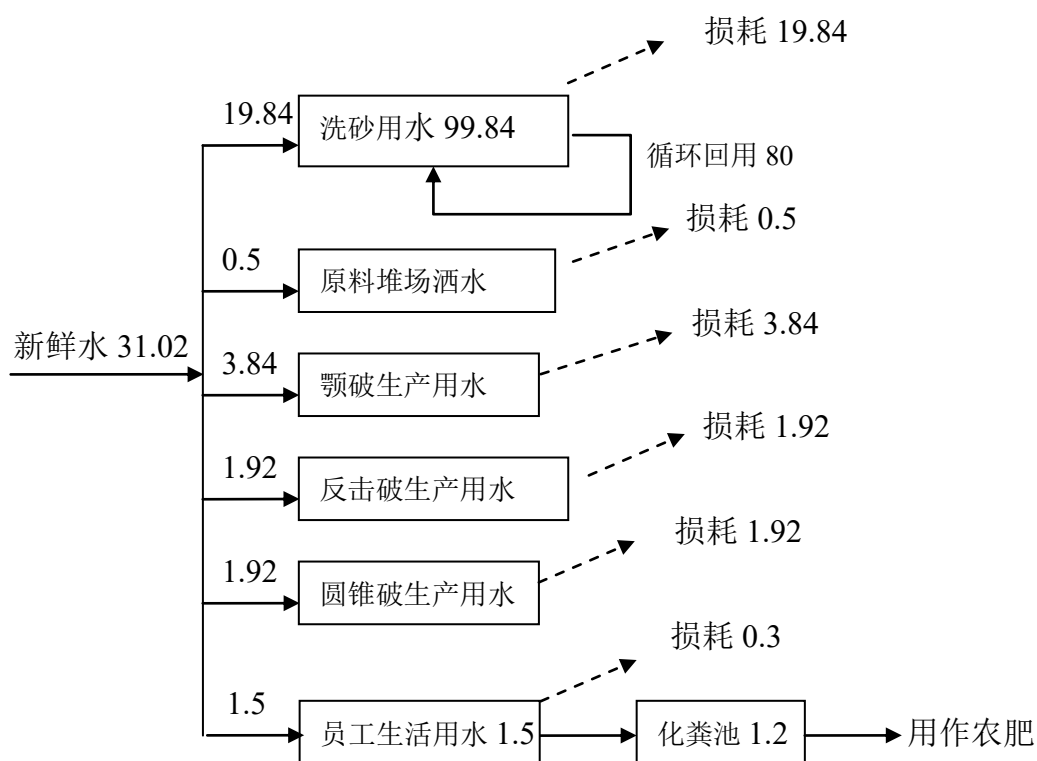 损耗 19.84
19.84
洗砂用水 99.84
循环回用 80
损耗 0.5
0.5
原料堆场洒水
新鲜水 31.02
损耗 3.84
3.84
颚破生产用水
损耗 1.92
1.92
反击破生产用水
损耗 1.92
1.92
圆锥破生产用水
损耗 0.3
1.5
员工生活用水 1.5
化粪池 1.2
用作农肥